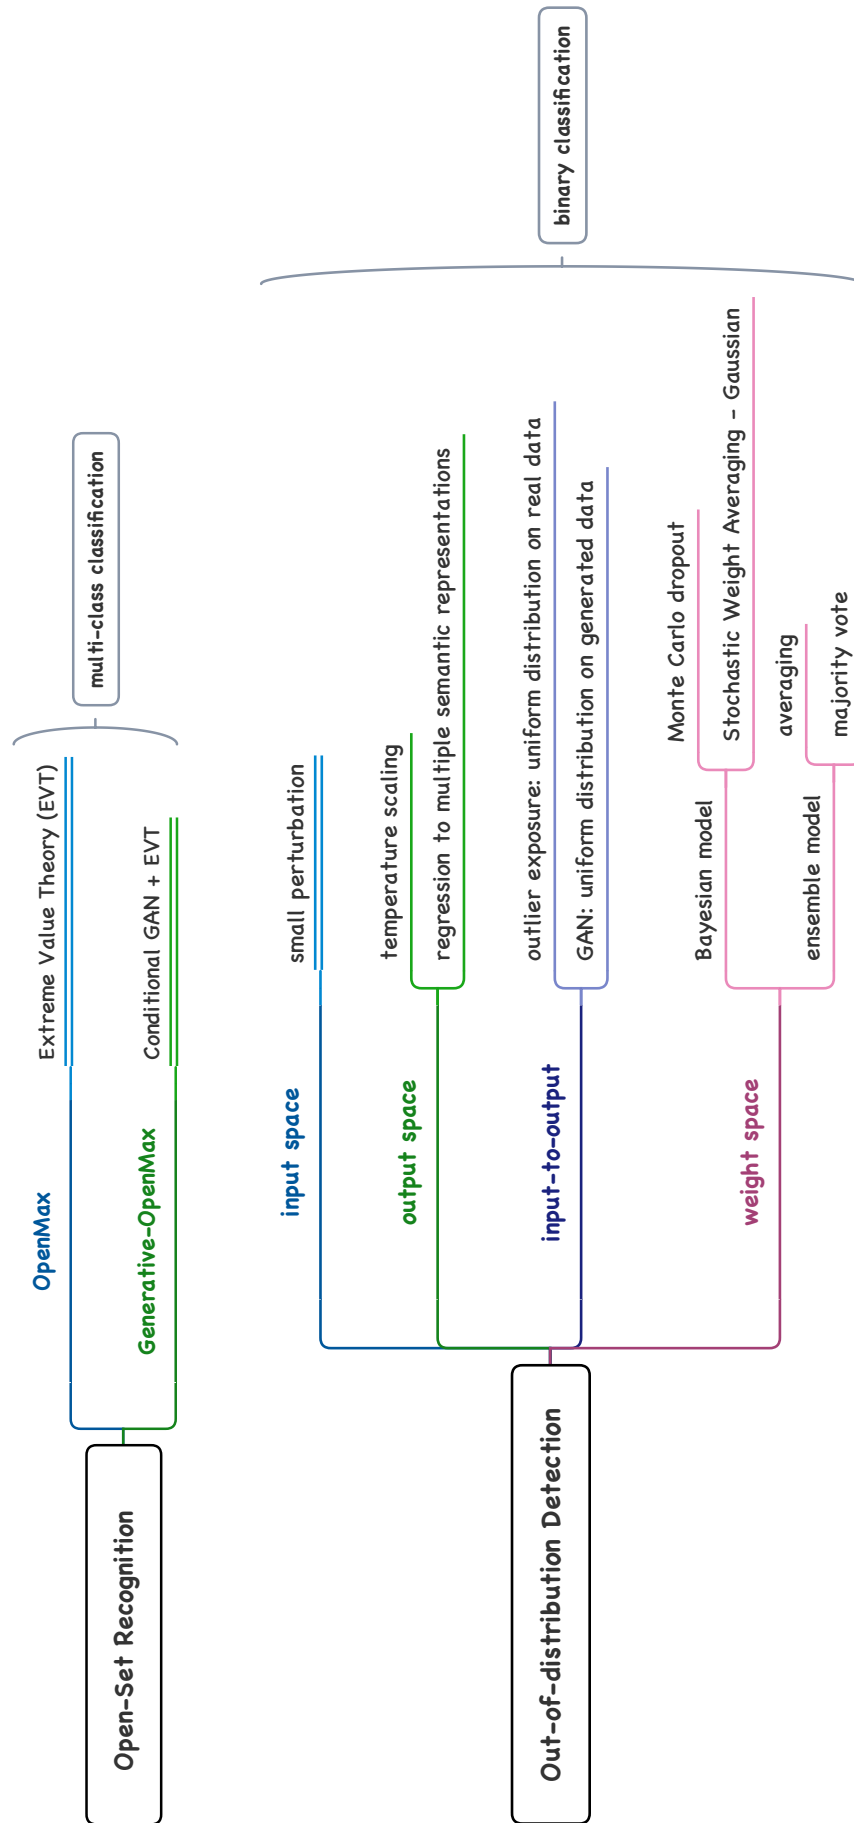 Open-Set Recognition
OpenMax
Extreme Value Theory (EVT)
Generative-OpenMax
Conditional GAN + EVT
multi-class classification
Out-of-distribution Detection
input space
small perturbation
output space
temperature scaling
regression to multiple semantic representations
input-to-output
outlier exposure: uniform distribution on real data
GAN: uniform distribution on generated data
weight space
Bayesian model
Monte Carlo dropout
Stochastic Weight Averaging - Gaussian
ensemble model
averaging
majority vote
binary classification